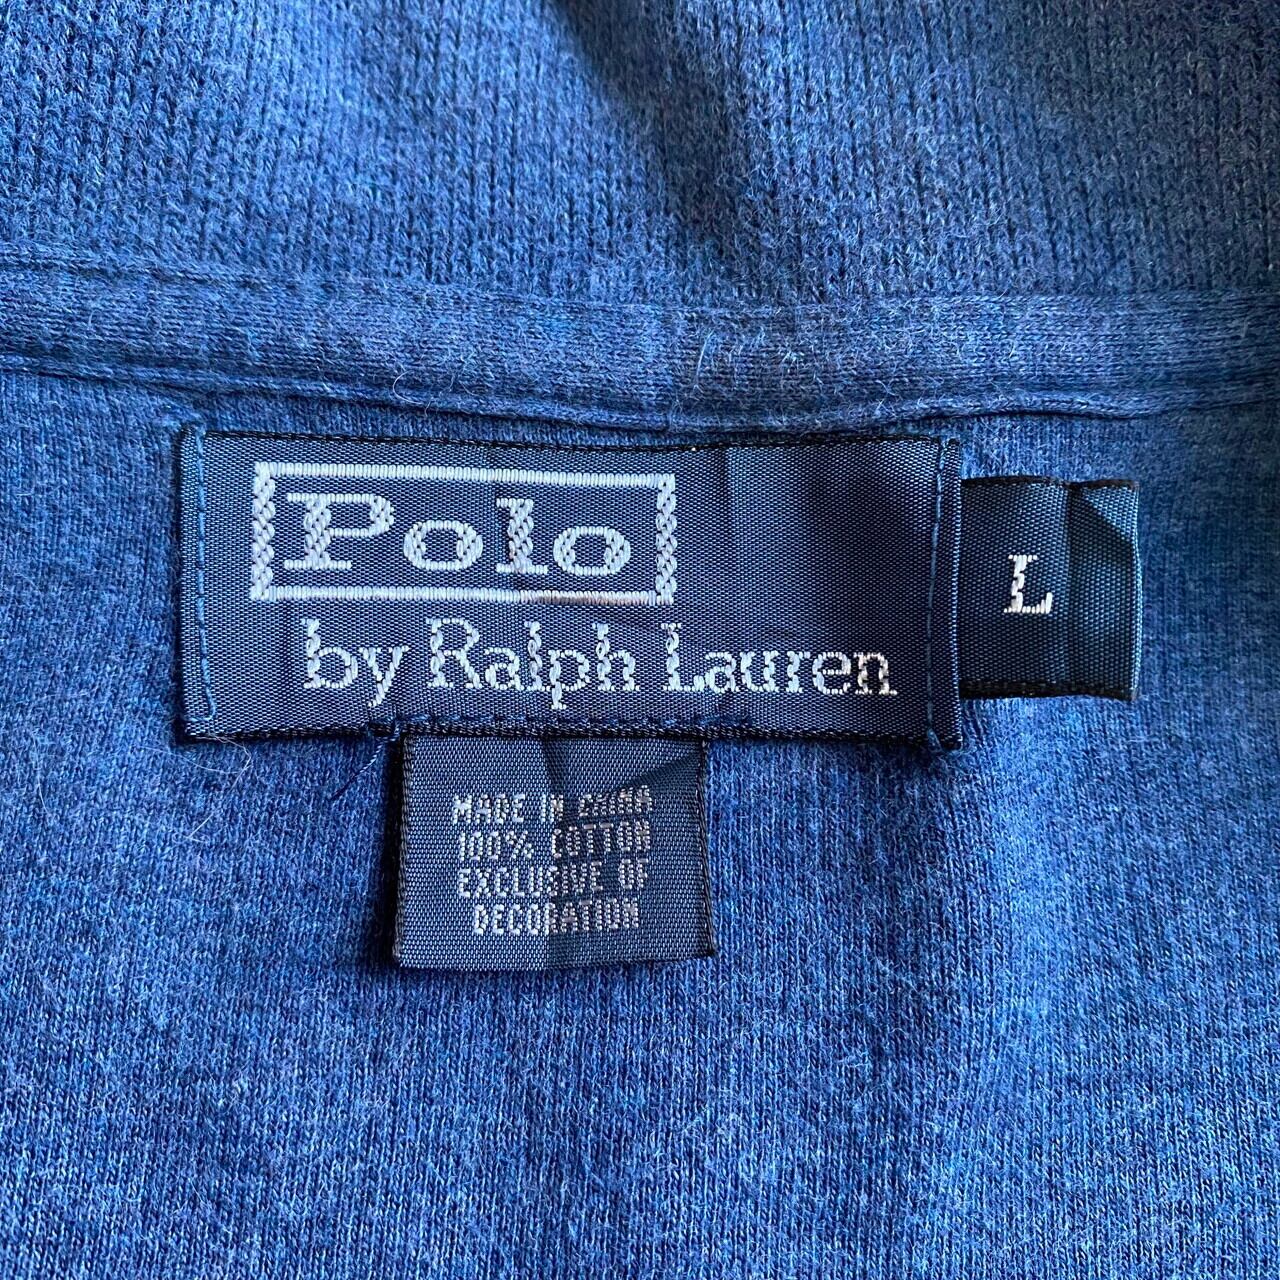 Polo
by Ralph Lauren
L
MADE IN CHINA
100% COTTON
EXCLUSIVE OF
DECORATION